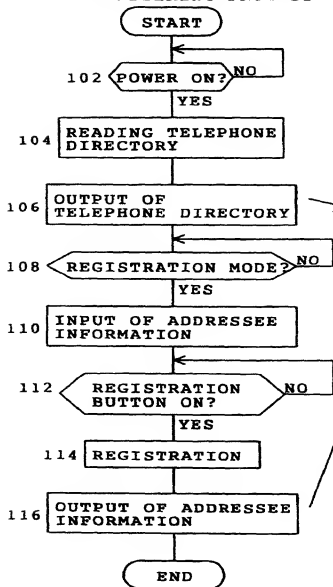 START
102 POWER ON? NO
YES
104 READING TELEPHONE
DIRECTORY
106 OUTPUT OF
TELEPHONE DIRECTORY
108 REGISTRATION MODE? NO
YES
110 INPUT OF ADDRESSEE
INFORMATION
112 REGISTRATION
BUTTON ON? NO
YES
114 REGISTRATION
116 OUTPUT OF ADDRESSEE
INFORMATION
END